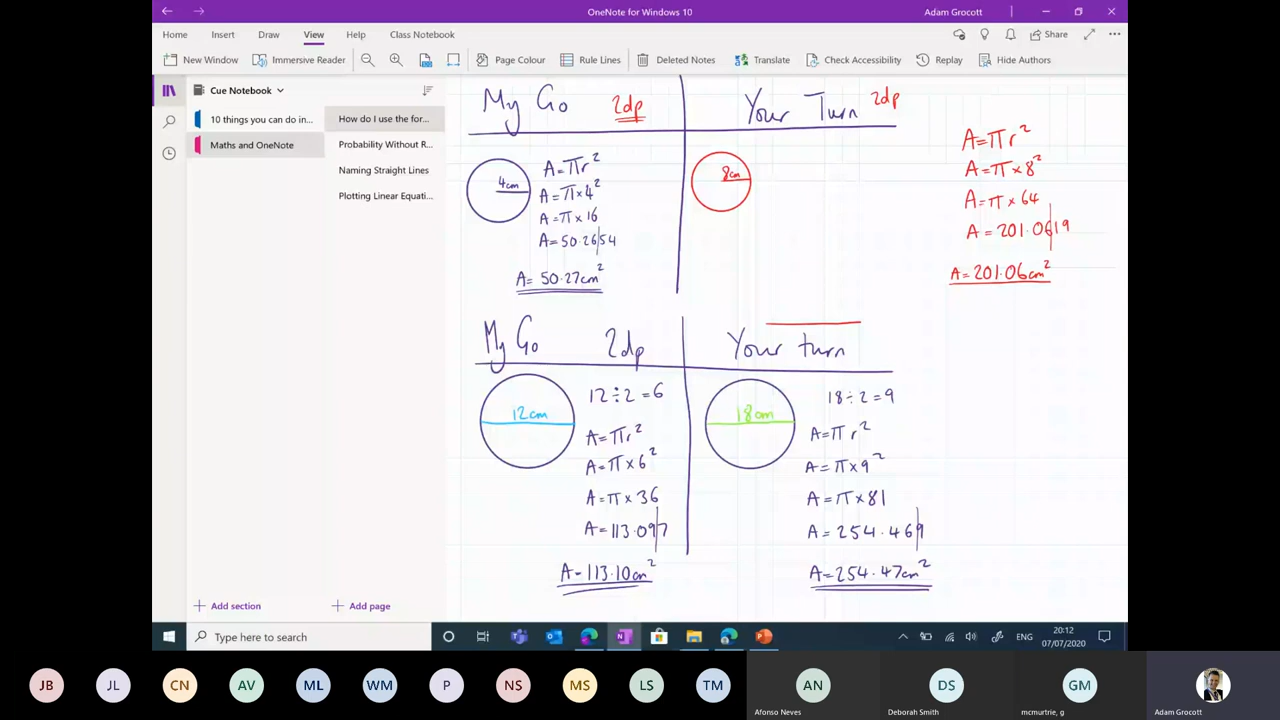 OneNote for Windows 10
Adam Grocott
Home Insert Draw View Help Class Notebook
Share
New Window Immersive Reader Page Colour Rule Lines Deleted Notes Translate Check Accessibility Replay Hide Authors
Cue Notebook
10 things you can do in...
Maths and OneNote
How do I use the for...
Probability Without R...
Naming Straight Lines
Plotting Linear Equati...
My Go 2dp
4cm
A=πr²
A=π×4²
A=π×16
A=50.26|54
A=50.27cm²
Your Turn 2dp
8cm
A=πr²
A=π×8²
A=π×64
A=201.06|19
A=201.06cm²
My Go 2dp
12cm
12÷2=6
A=πr²
A=π×6²
A=π×36
A=113.09|7
A=113.10cm²
Your turn
18cm
18÷2=9
A=πr²
A=π×9²
A=π×81
A=254.46|9
A=254.47cm²
+ Add section
+ Add page
Type here to search
ENG
20:12
07/07/2020
JB JL CN AV ML WM P NS MS LS TM AN DS GM
Afonso Neves
Deborah Smith
mcmurtrie, g
Adam Grocott